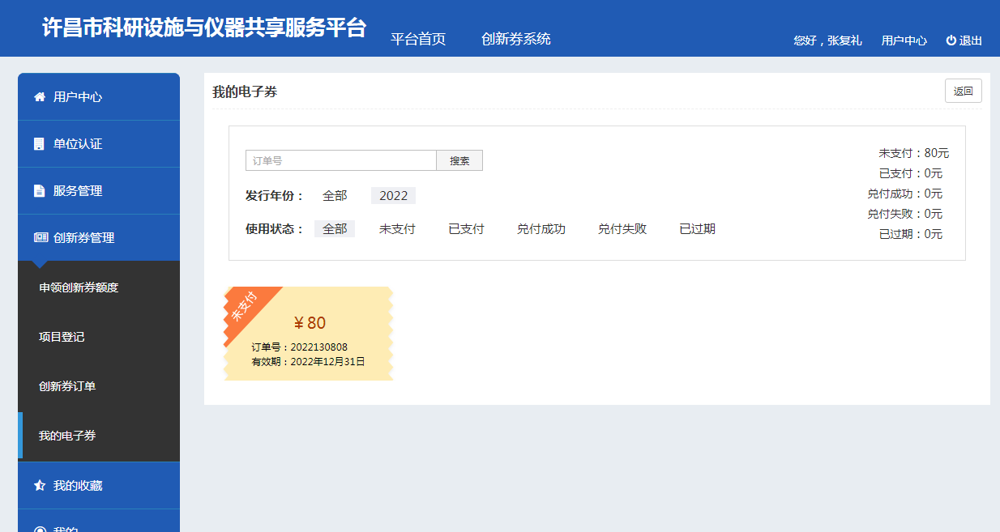 许昌市科研设施与仪器共享服务平台
平台首页
创新券系统
您好，张复礼
用户中心
退出
用户中心
单位认证
服务管理
创新券管理
申领创新券额度
项目登记
创新券订单
我的电子券
我的收藏
我的
我的电子券
返回
订单号
搜索
发行年份： 全部 2022
使用状态： 全部 未支付 已支付 兑付成功 兑付失败 已过期
未支付：80元
已支付：0元
兑付成功：0元
兑付失败：0元
已过期：0元
未支付
￥80
订单号：2022130808
有效期：2022年12月31日